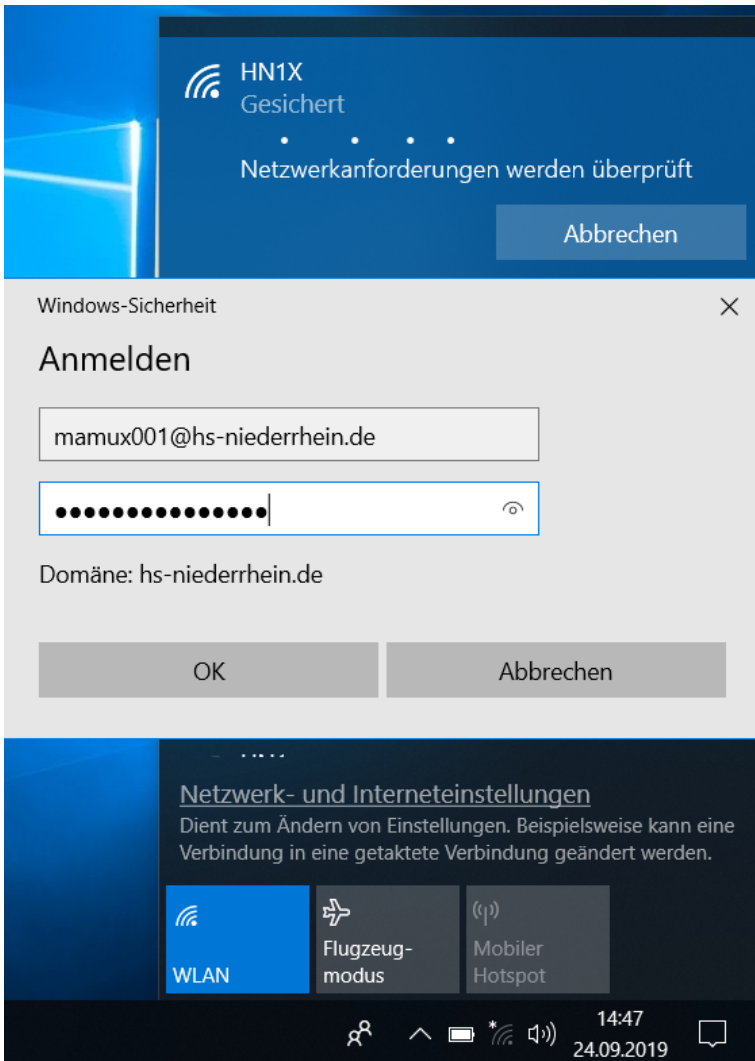 HN1X
Gesichert
Netzwerkanforderungen werden überprüft
Abbrechen
Windows-Sicherheit
Anmelden
mamux001@hs-niederrhein.de
●●●●●●●●●●●●●●●
Domäne: hs-niederrhein.de
OK
Abbrechen
Netzwerk- und Interneteinstellungen
Dient zum Ändern von Einstellungen. Beispielsweise kann eine
Verbindung in eine getaktete Verbindung geändert werden.
WLAN
Flugzeug-
modus
Mobiler
Hotspot
14:47
24.09.2019